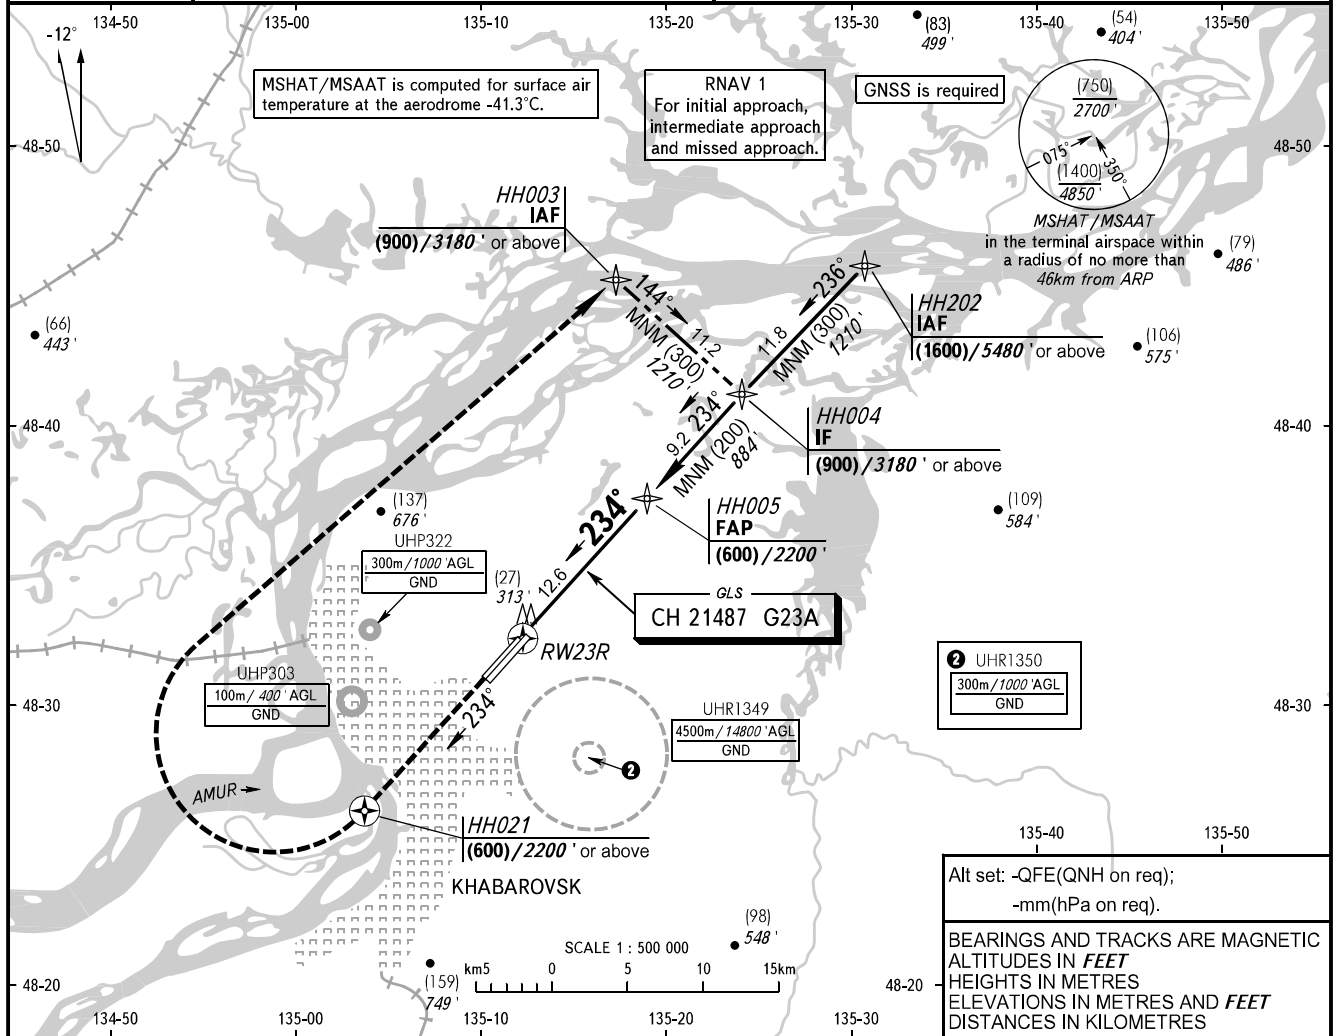 134-50 135-00 135-10 135-20 135-30 135-40 135-50
-12°
(83)
499 '
(54)
404 '
MSHAT/MSAAT is computed for surface air
temperature at the aerodrome -41.3°C.
RNAV 1
For initial approach,
intermediate approach
and missed approach.
GNSS is required
(750)
2700 '
075°
350°
(1400)
4850 '
48-50
48-50
MSHAT/MSAAT
in the terminal airspace within
a radius of no more than
46km from ARP
HH003
IAF
(900)/3180 ' or above
(79)
486 '
144°
11.2
MNM (300)
1210'
236°
11.8
MNM (300)
1210'
HH202
IAF
(1600)/5480 ' or above
(66)
443 '
(106)
575 '
234°
9.2
MNM (200)
884'
HH004
IF
(900)/3180 ' or above
48-40
48-40
(137)
676 '
HH005
FAP
(600)/2200 '
(109)
584 '
234°
12.6
UHP322
300m/1000 'AGL
GND
(27)
313 '
GLS
CH 21487 G23A
RW23R
UHP303
100m/400 'AGL
GND
2 UHR1350
300m/1000 'AGL
GND
234°
48-30
48-30
UHR1349
4500m/14800 'AGL
GND
2
AMUR
HH021
(600)/2200 ' or above
KHABAROVSK
135-40 135-50
Alt set: -QFE(QNH on req);
-mm(hPa on req).
(98)
548 '
SCALE 1 : 500 000
km5 0 5 10 15km
(159)
749 '
48-20
48-20
BEARINGS AND TRACKS ARE MAGNETIC
ALTITUDES IN FEET
HEIGHTS IN METRES
ELEVATIONS IN METRES AND FEET
DISTANCES IN KILOMETRES
134-50 135-00 135-10 135-20 135-30